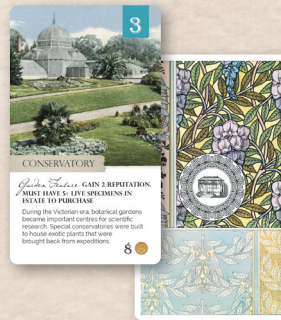 3
CONSERVATORY
Garden Feature: GAIN 2 REPUTATION.
MUST HAVE 5+ LIVE SPECIMENS IN
ESTATE TO PURCHASE
During the Victorian era, botanical gardens
became important centres for scientific
research. Special conservatories were built
to house exotic plants that were
brought back from expeditions.
8